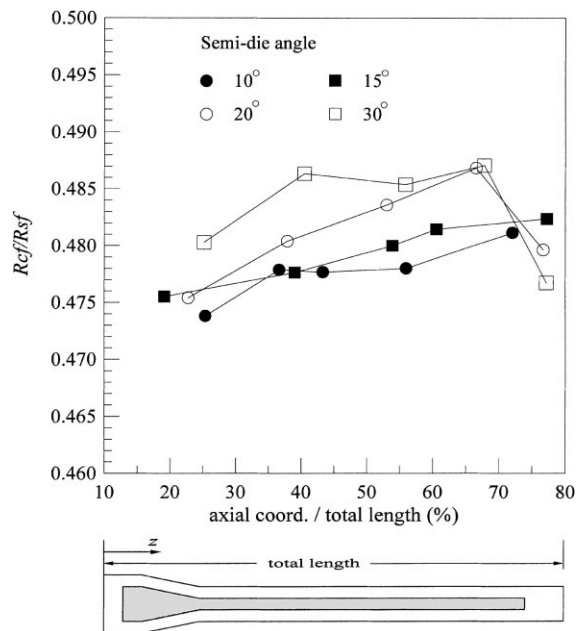 0.500
Semi-die angle
0.495
10° 15°
0.490
20° 30°
0.485
Rcf/Rsf
0.480
0.475
0.470
0.465
0.460
10 20 30 40 50 60 70 80
axial coord. / total length (%)
z
total length